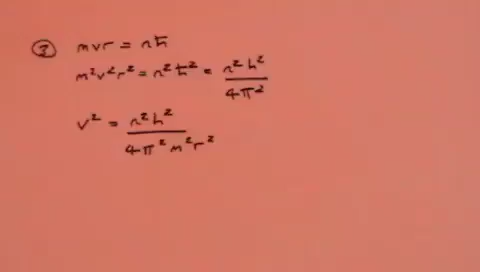 ③ mvr = nħ
m²v²r² = n²ħ² = n²h² / 4π²
v² = n²h² / 4π²m²r²